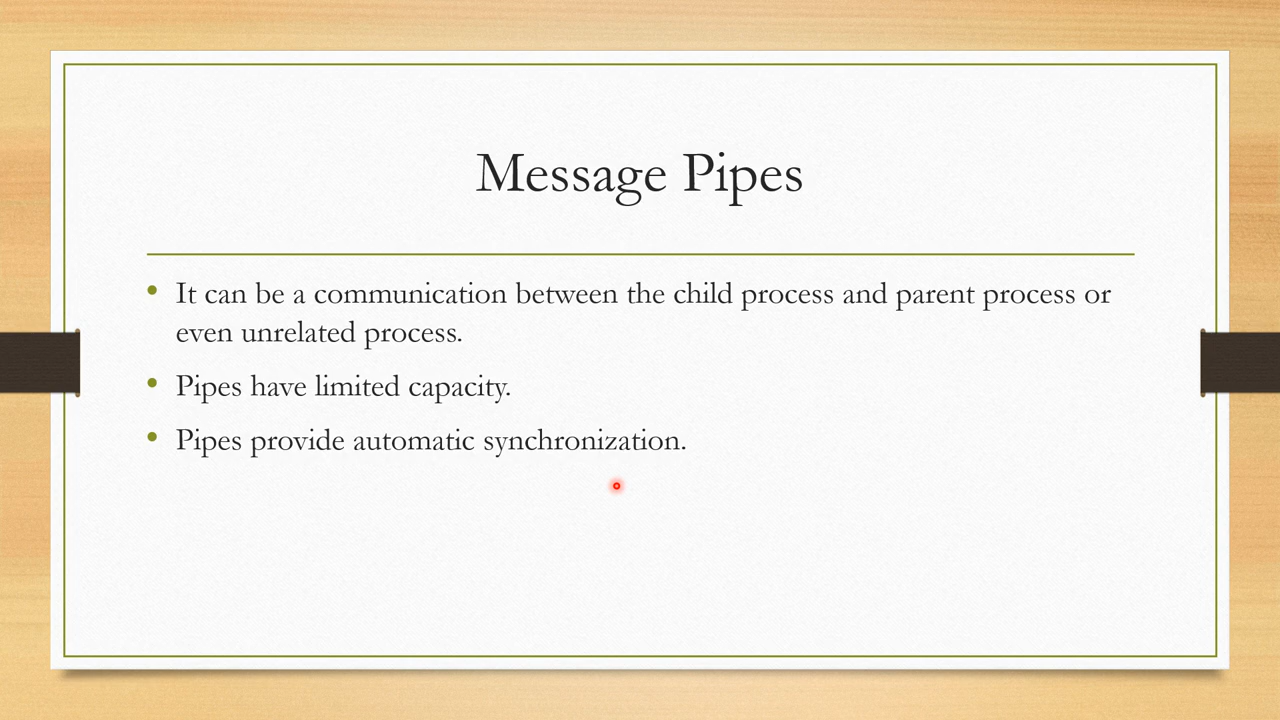 Message Pipes
• It can be a communication between the child process and parent process or
even unrelated process.
• Pipes have limited capacity.
• Pipes provide automatic synchronization.